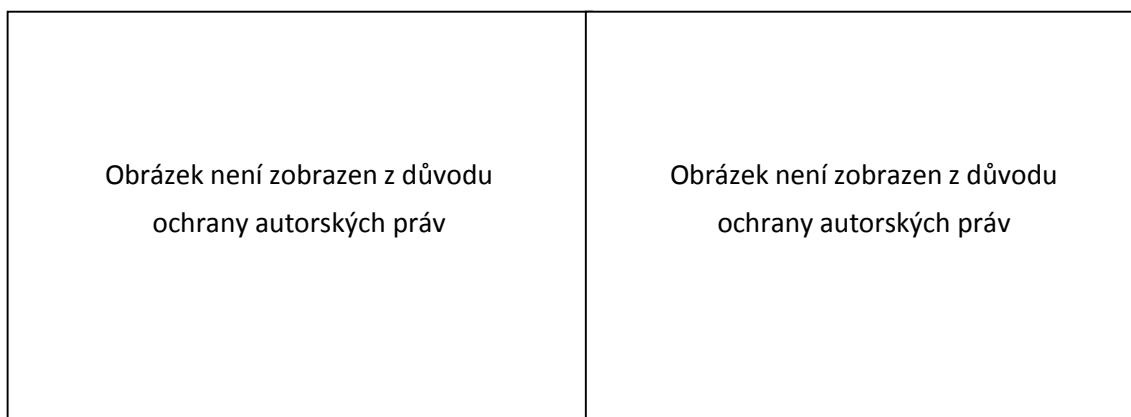 Obrázek není zobrazen z důvodu
ochrany autorských práv
Obrázek není zobrazen z důvodu
ochrany autorských práv